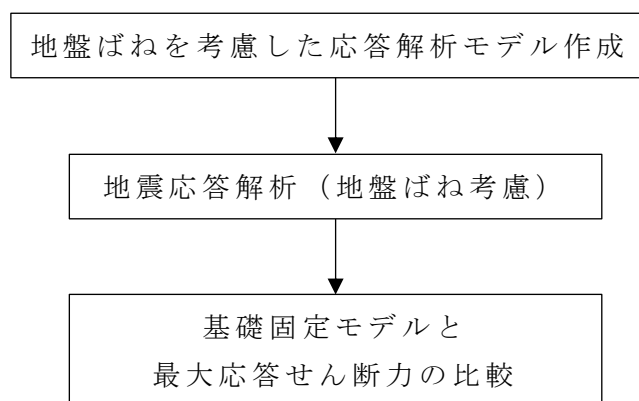 地盤ばねを考慮した応答解析モデル作成
地震応答解析（地盤ばね考慮）
基礎固定モデルと
最大応答せん断力の比較